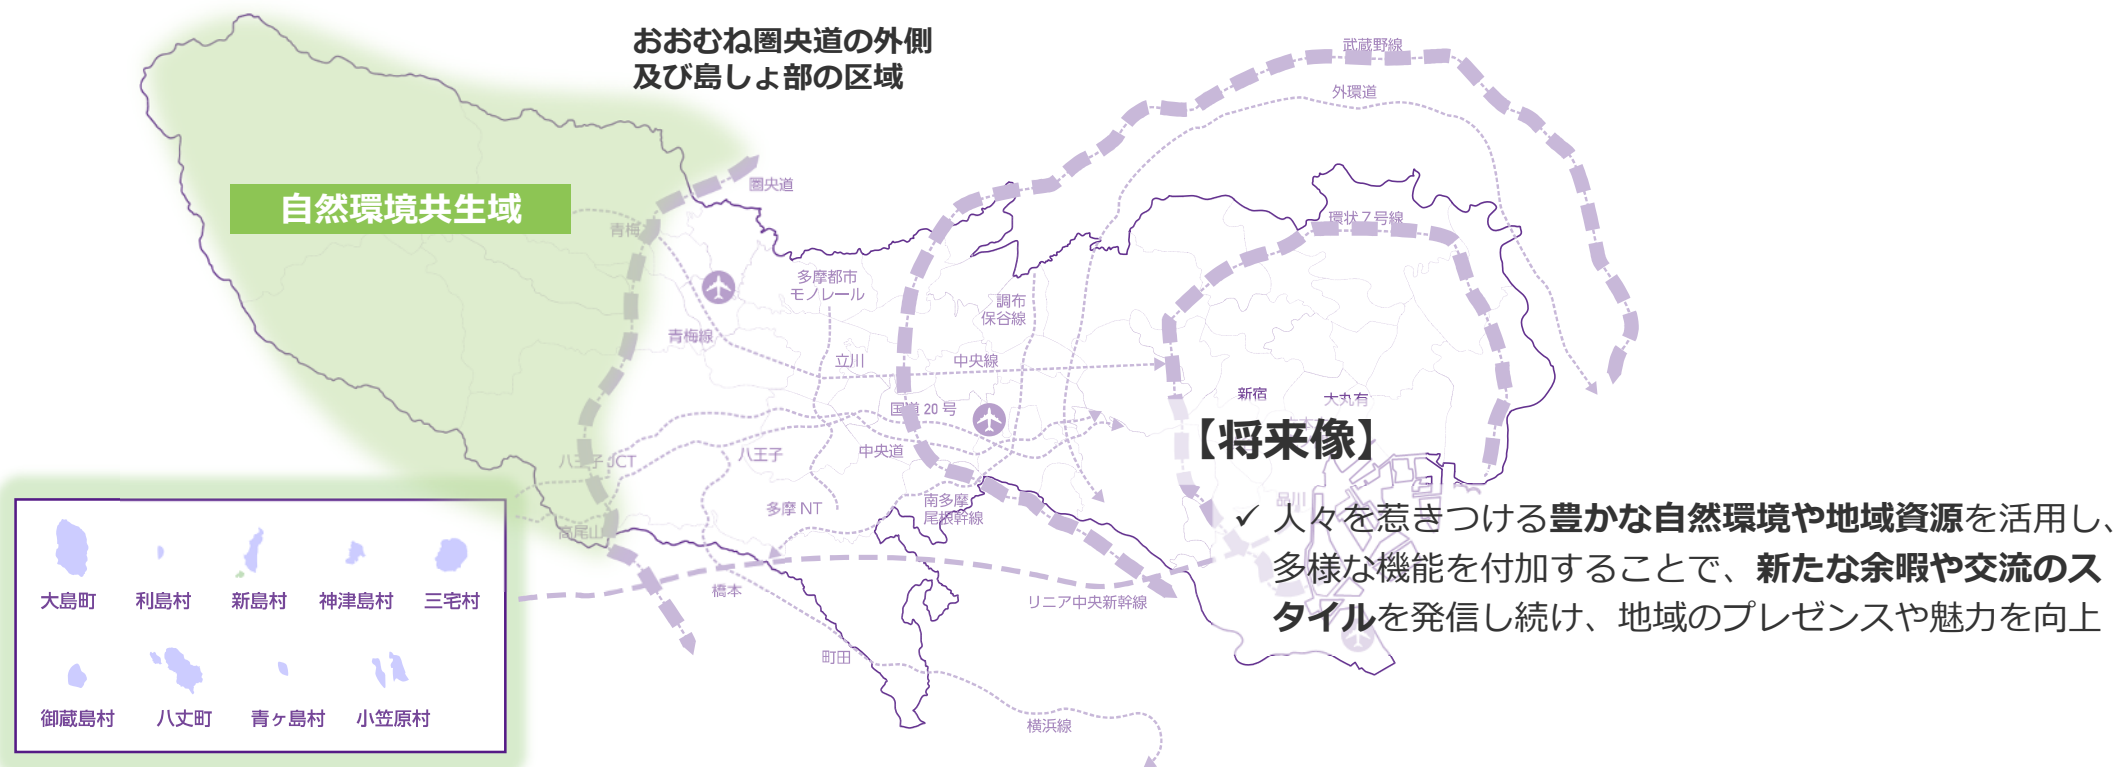 おおむね圏央道の外側
及び島しょ部の区域
武蔵野線
外環道
圏央道
自然環境共生域
環状7号線
青梅
多摩都市
モノレール
調布
保谷線
青梅線
立川
中央線
新宿
大丸有
国道20号
【将来像】
八王子JCT
八王子
中央道
品川
多摩NT
南多摩
尾根幹線
高尾山
✓ 人々を惹きつける豊かな自然環境や地域資源を活用し、
多様な機能を付加することで、新たな余暇や交流のス
タイルを発信し続け、地域のプレゼンスや魅力を向上
橋本
リニア中央新幹線
大島町
利島村
新島村
神津島村
三宅村
町田
御蔵島村
八丈町
青ヶ島村
小笠原村
横浜線